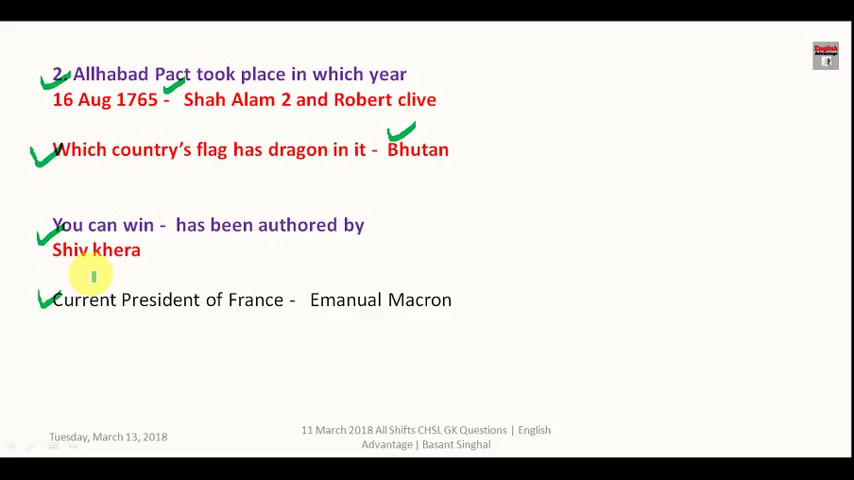 English
Advantage
2. Allhabad Pact took place in which year
16 Aug 1765 - Shah Alam 2 and Robert clive
Which country's flag has dragon in it - Bhutan
You can win - has been authored by
Shiv khera
Current President of France - Emanual Macron
Tuesday, March 13, 2018
11 March 2018 All Shifts CHSL GK Questions | English
Advantage | Basant Singhal